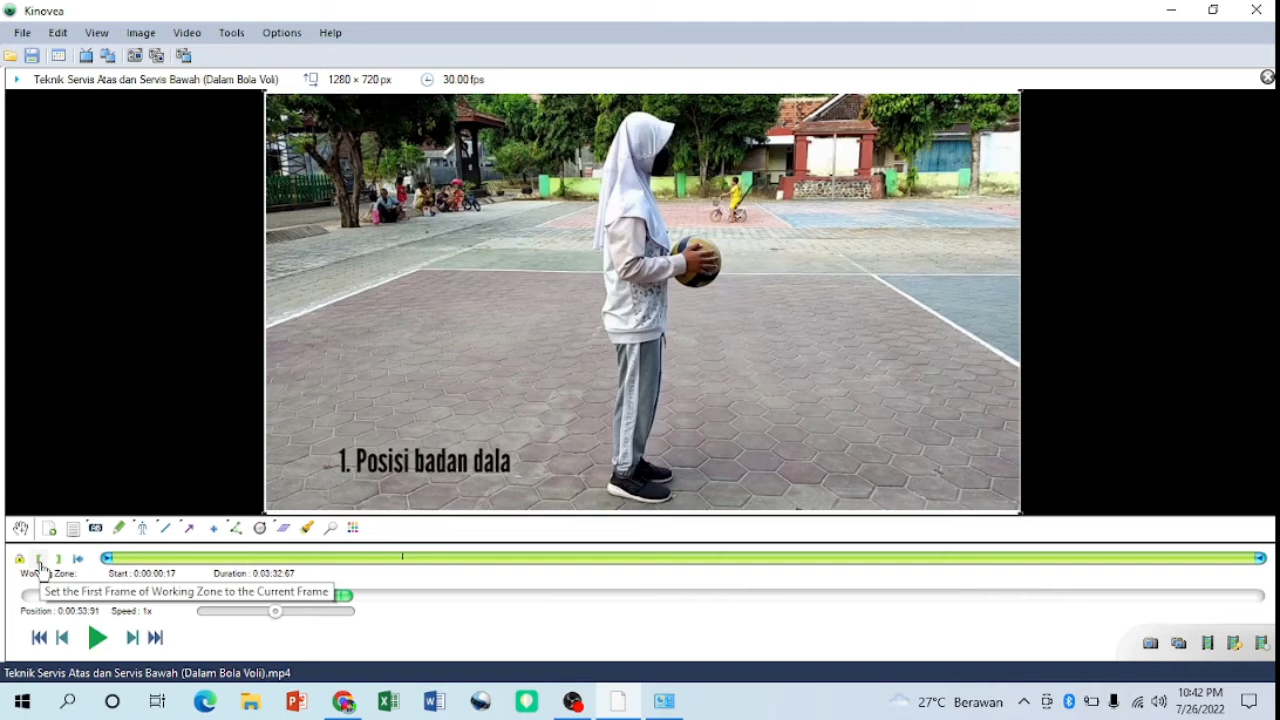 Kinovea
File Edit View Image Video Tools Options Help
Teknik Servis Atas dan Servis Bawah (Dalam Bola Voli) 1280 × 720 px 30.00 fps
1. Posisi badan dala
Start : 0:00:00:17 Duration : 0:03:32:67
Set the First Frame of Working Zone to the Current Frame
Position : 0:00:53:91 Speed : 1x
Teknik Servis Atas dan Servis Bawah (Dalam Bola Voli).mp4
27°C Berawan
10:42 PM
7/26/2022